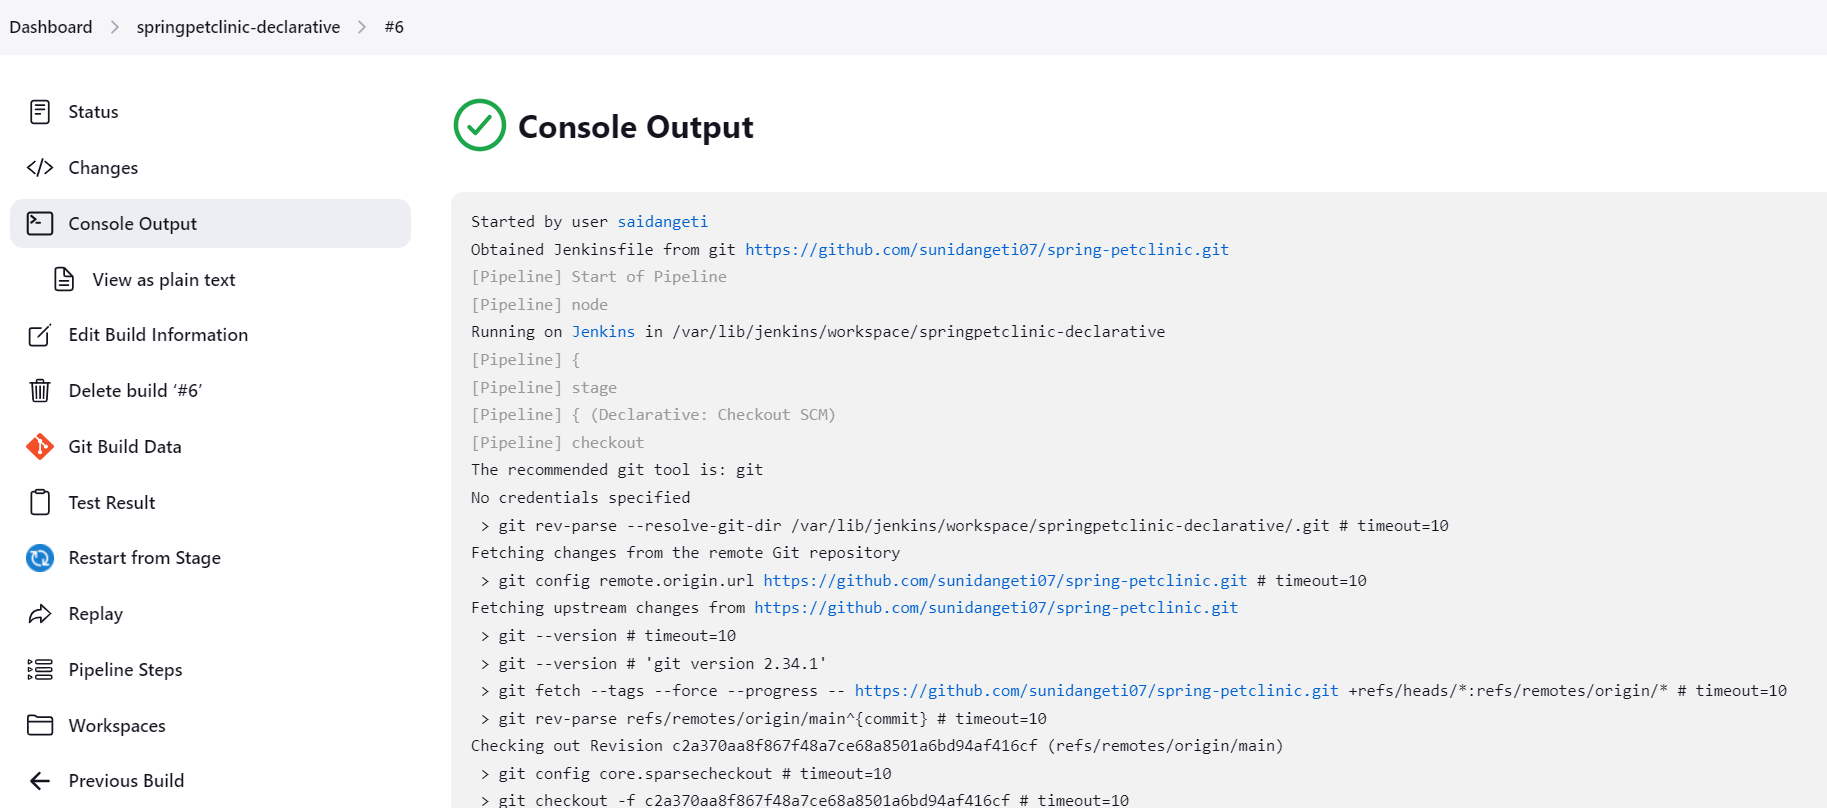 Dashboard > springpetclinic-declarative > #6
Status
Changes
Console Output
View as plain text
Edit Build Information
Delete build ‘#6’
Git Build Data
Test Result
Restart from Stage
Replay
Pipeline Steps
Workspaces
Previous Build
Console Output
Started by user saidangeti
Obtained Jenkinsfile from git https://github.com/sunidangeti07/spring-petclinic.git
[Pipeline] Start of Pipeline
[Pipeline] node
Running on Jenkins in /var/lib/jenkins/workspace/springpetclinic-declarative
[Pipeline] {
[Pipeline] stage
[Pipeline] { (Declarative: Checkout SCM)
[Pipeline] checkout
The recommended git tool is: git
No credentials specified
> git rev-parse --resolve-git-dir /var/lib/jenkins/workspace/springpetclinic-declarative/.git # timeout=10
Fetching changes from the remote Git repository
> git config remote.origin.url https://github.com/sunidangeti07/spring-petclinic.git # timeout=10
Fetching upstream changes from https://github.com/sunidangeti07/spring-petclinic.git
> git --version # timeout=10
> git --version # 'git version 2.34.1'
> git fetch --tags --force --progress -- https://github.com/sunidangeti07/spring-petclinic.git +refs/heads/*:refs/remotes/origin/* # timeout=10
> git rev-parse refs/remotes/origin/main^{commit} # timeout=10
Checking out Revision c2a370aa8f867f48a7ce68a8501a6bd94af416cf (refs/remotes/origin/main)
> git config core.sparsecheckout # timeout=10
> git checkout -f c2a370aa8f867f48a7ce68a8501a6bd94af416cf # timeout=10